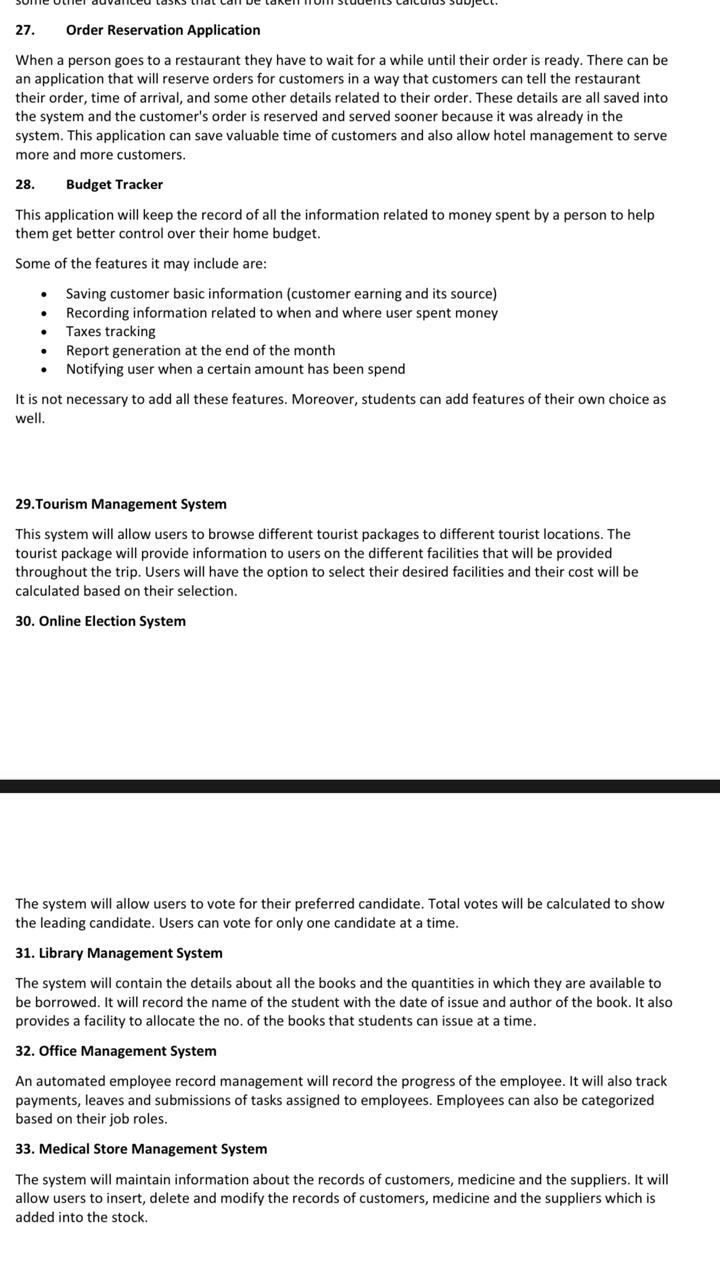 some other advanced tasks that can be taken from students calculus subject.
27. Order Reservation Application
When a person goes to a restaurant they have to wait for a while until their order is ready. There can be
an application that will reserve orders for customers in a way that customers can tell the restaurant
their order, time of arrival, and some other details related to their order. These details are all saved into
the system and the customer's order is reserved and served sooner because it was already in the
system. This application can save valuable time of customers and also allow hotel management to serve
more and more customers.
28. Budget Tracker
This application will keep the record of all the information related to money spent by a person to help
them get better control over their home budget.
Some of the features it may include are:
• Saving customer basic information (customer earning and its source)
• Recording information related to when and where user spent money
• Taxes tracking
• Report generation at the end of the month
• Notifying user when a certain amount has been spend
It is not necessary to add all these features. Moreover, students can add features of their own choice as
well.
29.Tourism Management System
This system will allow users to browse different tourist packages to different tourist locations. The
tourist package will provide information to users on the different facilities that will be provided
throughout the trip. Users will have the option to select their desired facilities and their cost will be
calculated based on their selection.
30. Online Election System
The system will allow users to vote for their preferred candidate. Total votes will be calculated to show
the leading candidate. Users can vote for only one candidate at a time.
31. Library Management System
The system will contain the details about all the books and the quantities in which they are available to
be borrowed. It will record the name of the student with the date of issue and author of the book. It also
provides a facility to allocate the no. of the books that students can issue at a time.
32. Office Management System
An automated employee record management will record the progress of the employee. It will also track
payments, leaves and submissions of tasks assigned to employees. Employees can also be categorized
based on their job roles.
33. Medical Store Management System
The system will maintain information about the records of customers, medicine and the suppliers. It will
allow users to insert, delete and modify the records of customers, medicine and the suppliers which is
added into the stock.